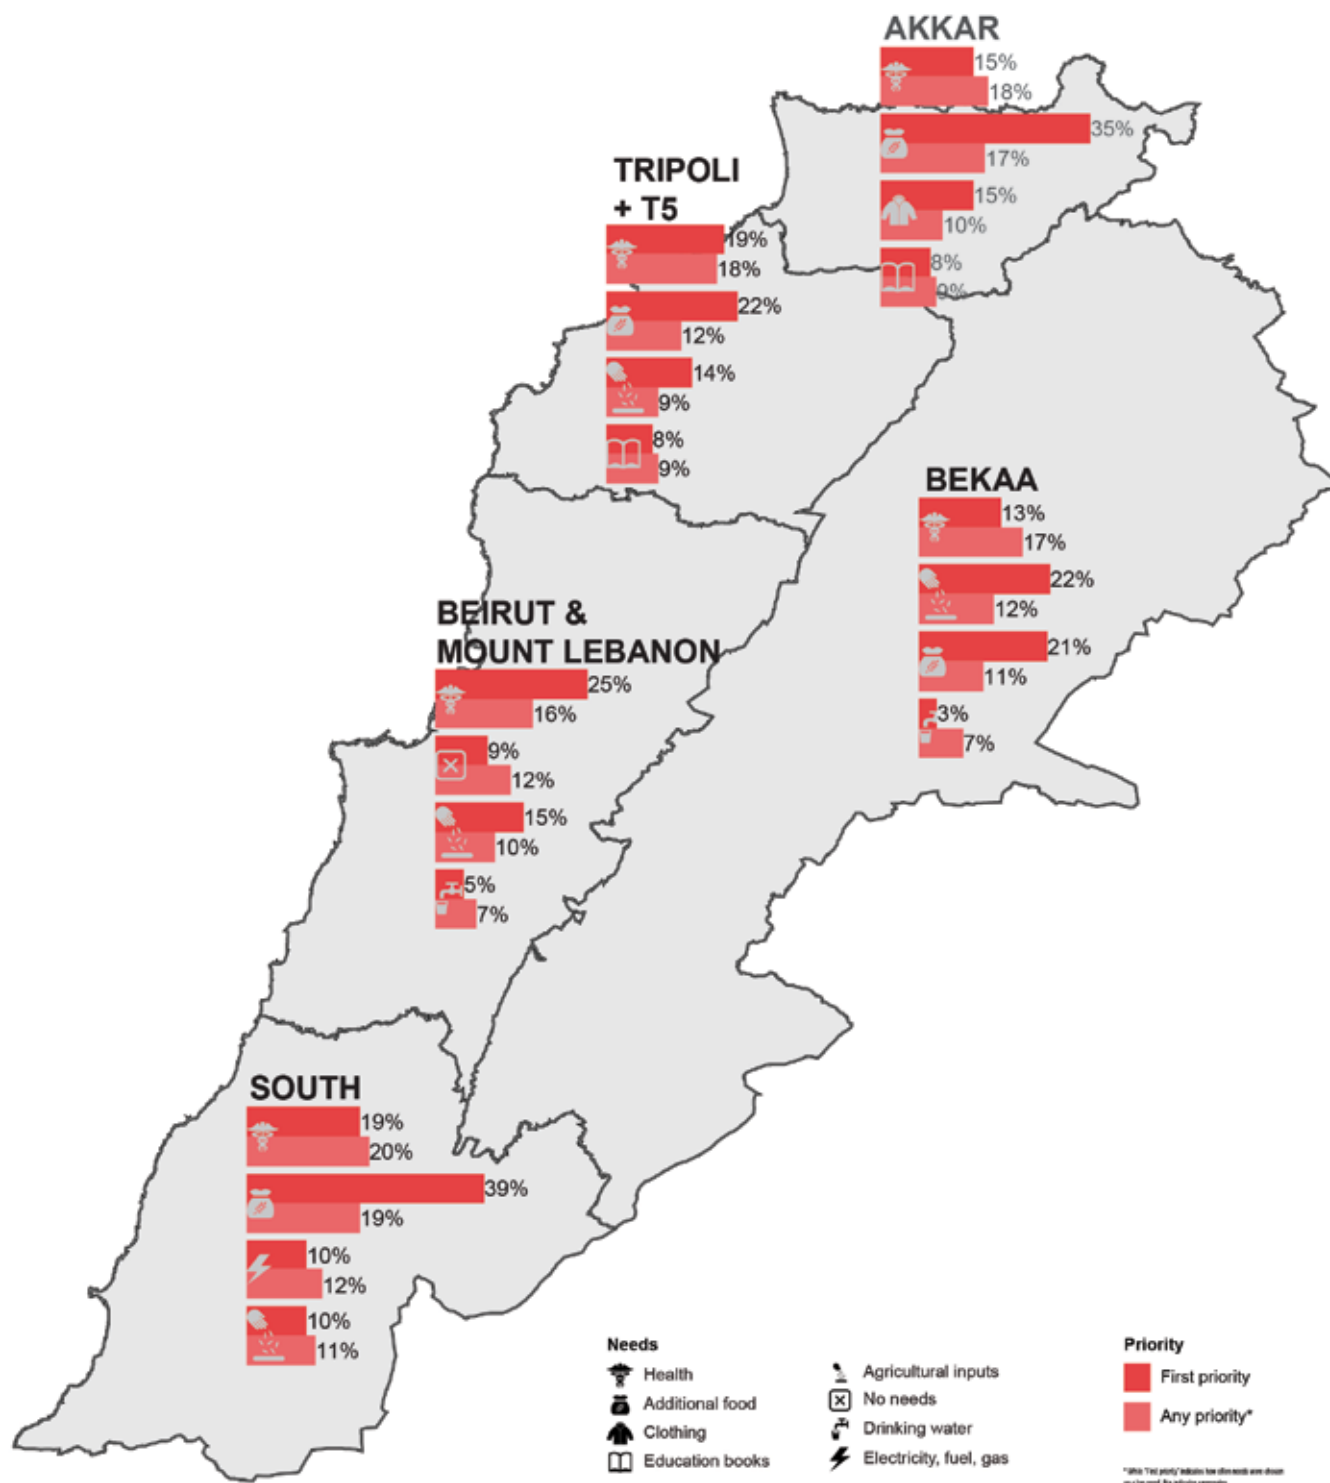 AKKAR
15%
18%
35%
17%
15%
10%
8%
9%
TRIPOLI
+ T5
19%
18%
22%
12%
14%
9%
8%
9%
BEKAA
13%
17%
22%
12%
21%
11%
3%
7%
BEIRUT &
MOUNT LEBANON
25%
16%
9%
12%
15%
10%
5%
7%
SOUTH
19%
20%
39%
19%
10%
12%
10%
11%
Needs
Health
Additional food
Clothing
Education books
Agricultural inputs
No needs
Drinking water
Electricity, fuel, gas
Priority
First priority
Any priority*